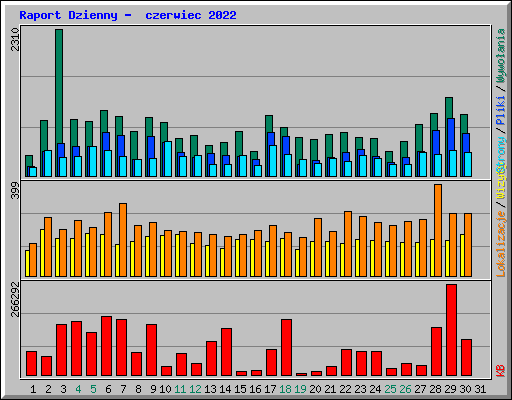 Raport Dzienny -  czerwiec 2022
2310
399
266292
Wywolania / Pliki / Strony
Lokalizacje / Wizyt
KB
1 2 3 4 5 6 7 8 9 10 11 12 13 14 15 16 17 18 19 20 21 22 23 24 25 26 27 28 29 30 31